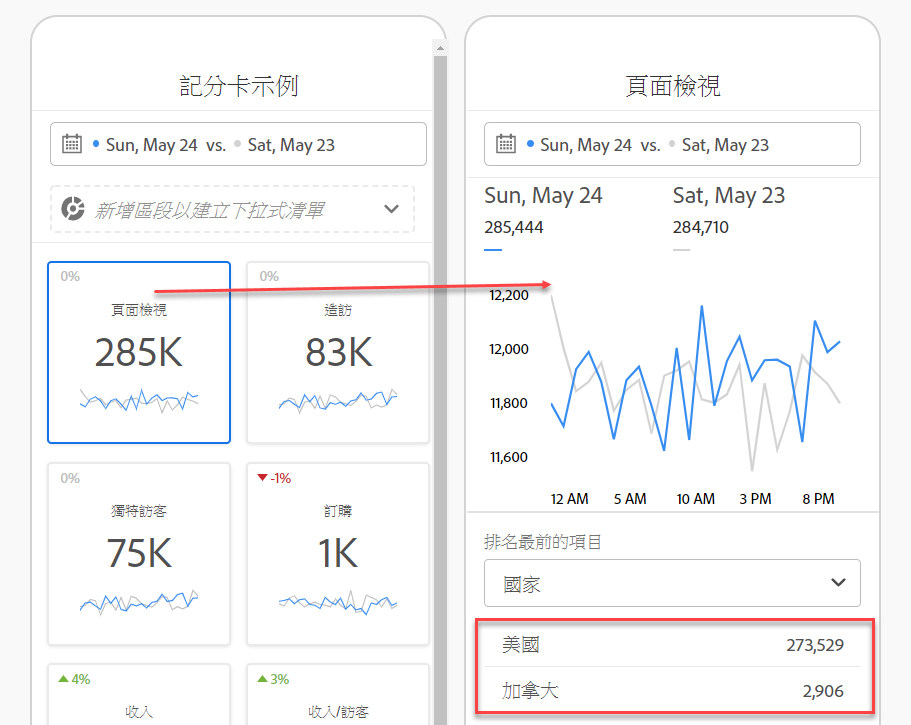 記分卡示例
Sun, May 24 vs. Sat, May 23
新增區段以建立下拉式清單
0%
頁面檢視
285K
0%
造訪
83K
0%
獨特訪客
75K
-1%
訂購
1K
4%
收入
3%
收入/訪客
頁面檢視
Sun, May 24 vs. Sat, May 23
Sun, May 24
285,444
Sat, May 23
284,710
12,200
12,000
11,800
11,600
12 AM 5 AM 10 AM 3 PM 8 PM
排名最前的項目
國家
美國 273,529
加拿大 2,906